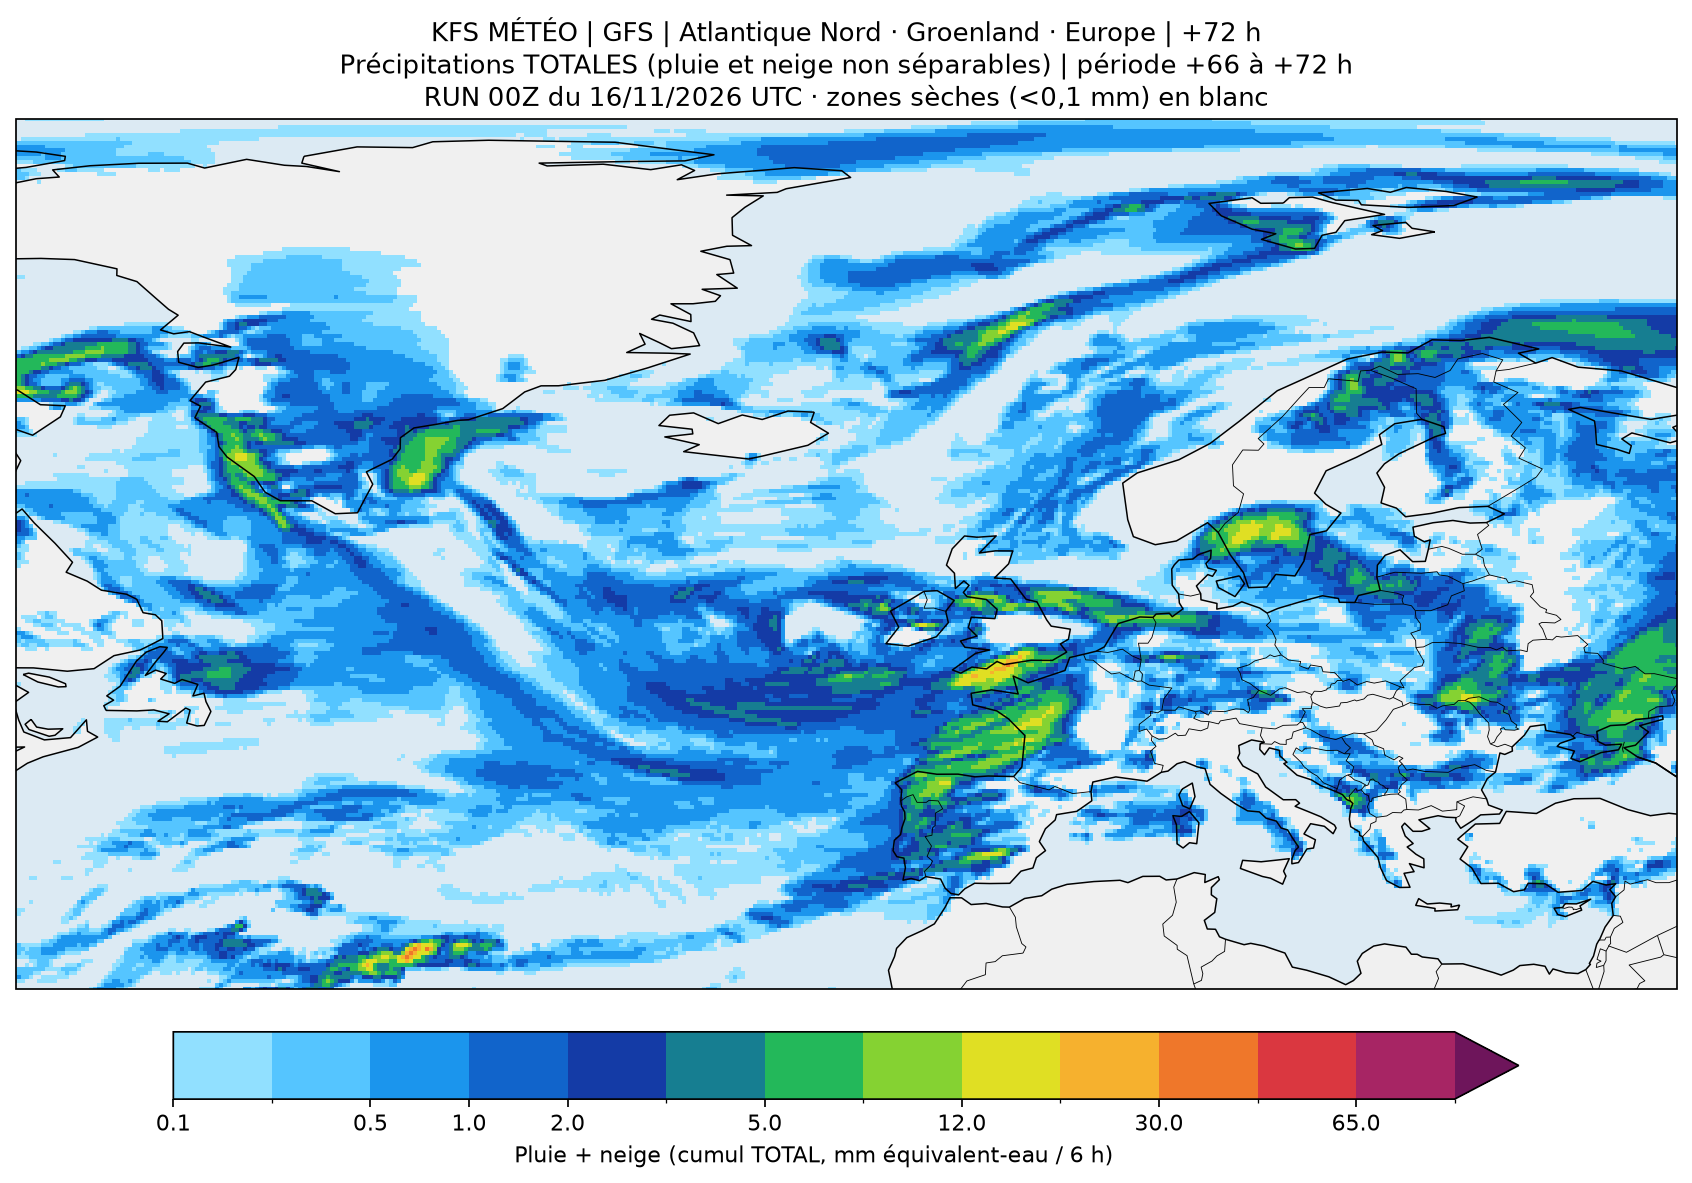 KFS MÉTÉO | GFS | Atlantique Nord · Groenland · Europe | +72 h
Précipitations TOTALES (pluie et neige non séparables) | période +66 à +72 h
RUN 00Z du 16/11/2026 UTC · zones sèches (<0,1 mm) en blanc
0.1 0.5 1.0 2.0 5.0 12.0 30.0 65.0
Pluie + neige (cumul TOTAL, mm équivalent-eau / 6 h)